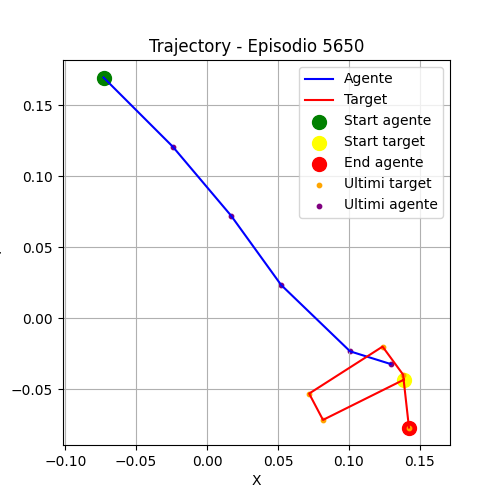 Trajectory - Episodio 5650
Agente
Target
Start agente
Start target
End agente
Ultimi target
Ultimi agente
0.15
0.10
0.05
0.00
−0.05
−0.10
−0.05
0.00
0.05
0.10
0.15
X